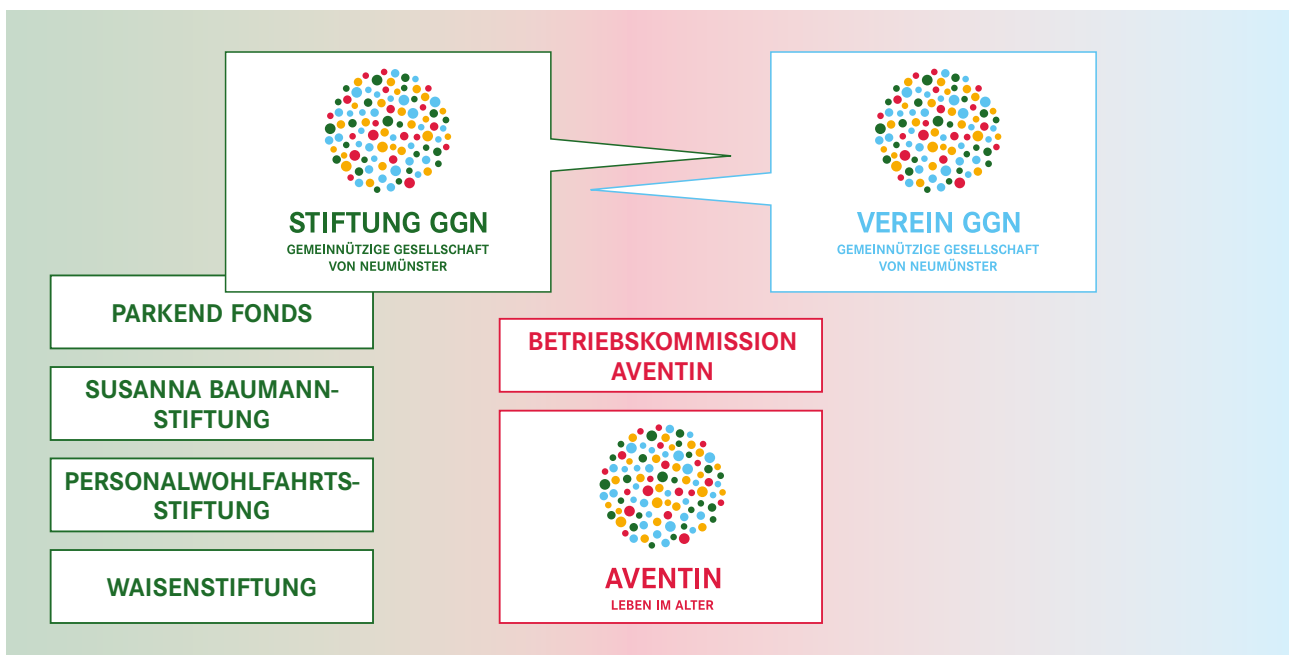 STIFTUNG GGN
GEMEINNÜTZIGE GESELLSCHAFT
VON NEUMÜNSTER
VEREIN GGN
GEMEINNÜTZIGE GESELLSCHAFT
VON NEUMÜNSTER
PARKEND FONDS
SUSANNA BAUMANN-
STIFTUNG
PERSONALWOHLFAHRTS-
STIFTUNG
WAISENSTIFTUNG
BETRIEBSKOMMISSION
AVENTIN
AVENTIN
LEBEN IM ALTER